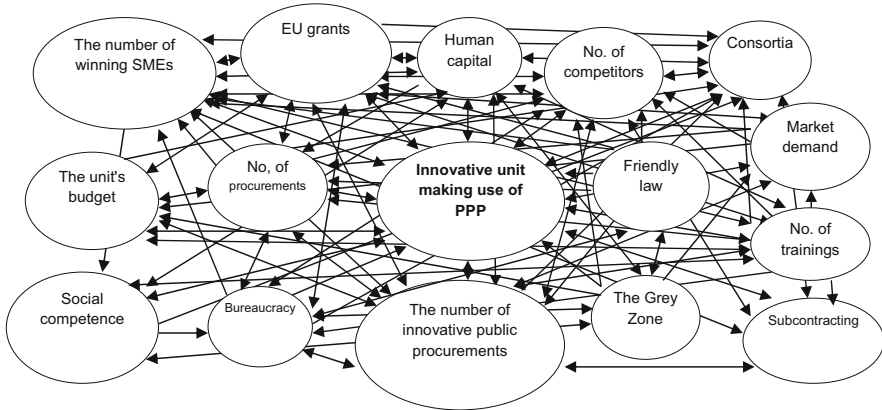 The number of
winning SMEs
EU grants
Human
capital
No. of
competitors
Consortia
Market
demand
The unit's
budget
No, of
procurements
Innovative unit
making use of
PPP
Friendly
law
No. of
trainings
Social
competence
Bureaucracy
The number of
innovative public
procurements
The Grey
Zone
Subcontracting